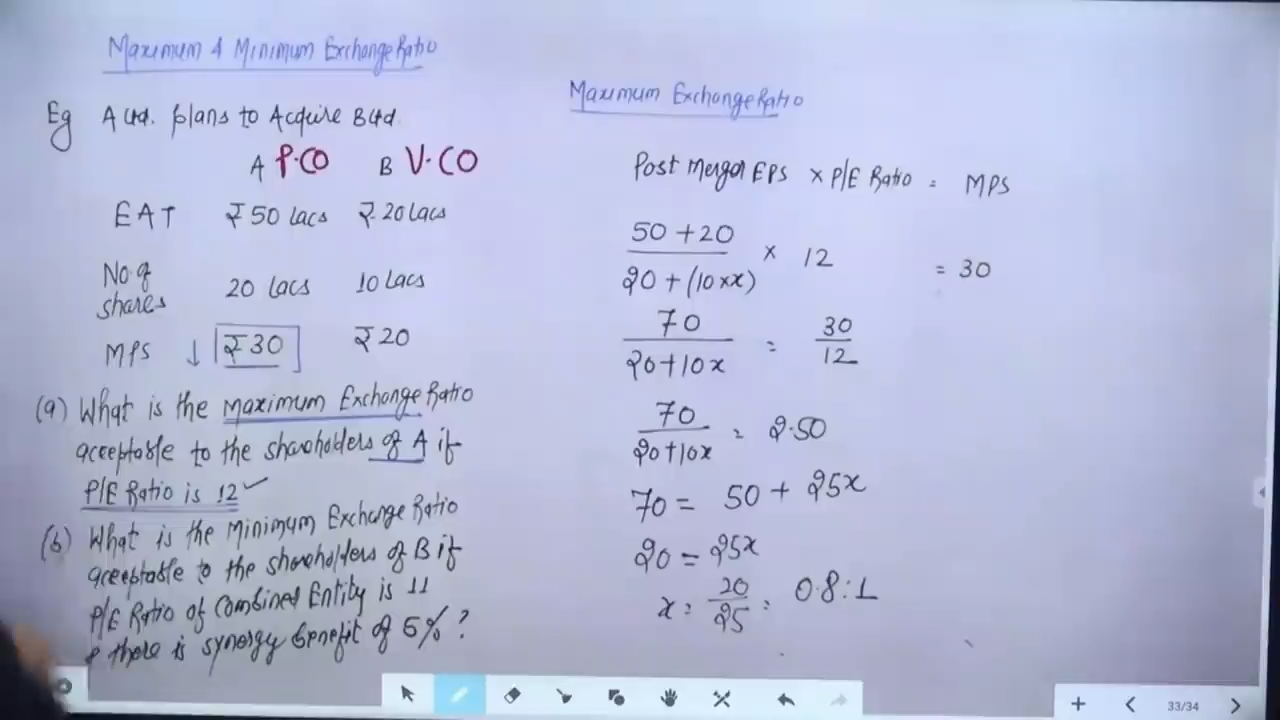 Maximum & Minimum Exchange Ratio
Eg A Ltd. plans to Acquire B Ltd.
A P.CO B V.CO
EAT ₹50 lacs ₹20 lacs
No of shares 20 lacs 10 lacs
MPS ↓ ₹30 ₹20
(a) What is the Maximum Exchange Ratio
acceptable to the shareholders of A if
P/E Ratio is 12 ✓
(b) What is the Minimum Exchange Ratio
acceptable to the shareholders of B if
P/E Ratio of Combined Entity is 11
& there is synergy benefit of 5%?
Maximum Exchange Ratio
Post Merger EPS x P/E Ratio = MPS
50 + 20 / 20 + (10 x x) x 12 = 30
70 / 20+10x = 30 / 12
70 / 20+10x = 2.50
70 = 50 + 25x
20 = 25x
x = 20 / 25 = 0.8:1
33/34